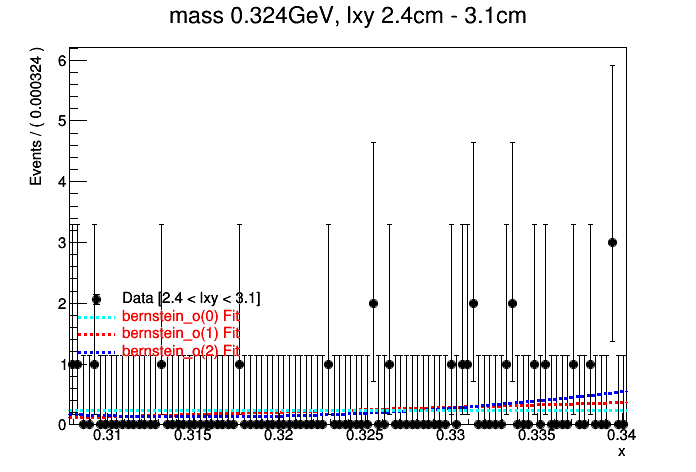 mass 0.324GeV, lxy 2.4cm - 3.1cm
Events / ( 0.000324 )
6
5
4
3
2
1
0
Data [2.4 < lxy < 3.1]
bernstein_o(0) Fit
bernstein_o(1) Fit
bernstein_o(2) Fit
0.31 0.315 0.32 0.325 0.33 0.335 0.34
x